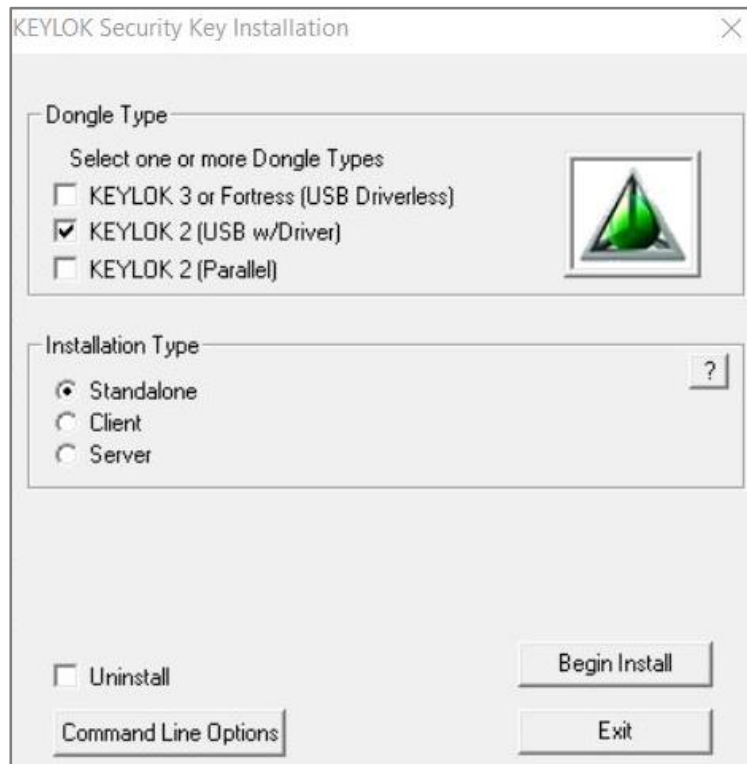 KEYLOK Security Key Installation
Dongle Type
Select one or more Dongle Types
KEYLOK 3 or Fortress (USB Driverless)
KEYLOK 2 (USB w/Driver)
KEYLOK 2 (Parallel)
Installation Type
?
Standalone
Client
Server
Uninstall
Begin Install
Command Line Options
Exit